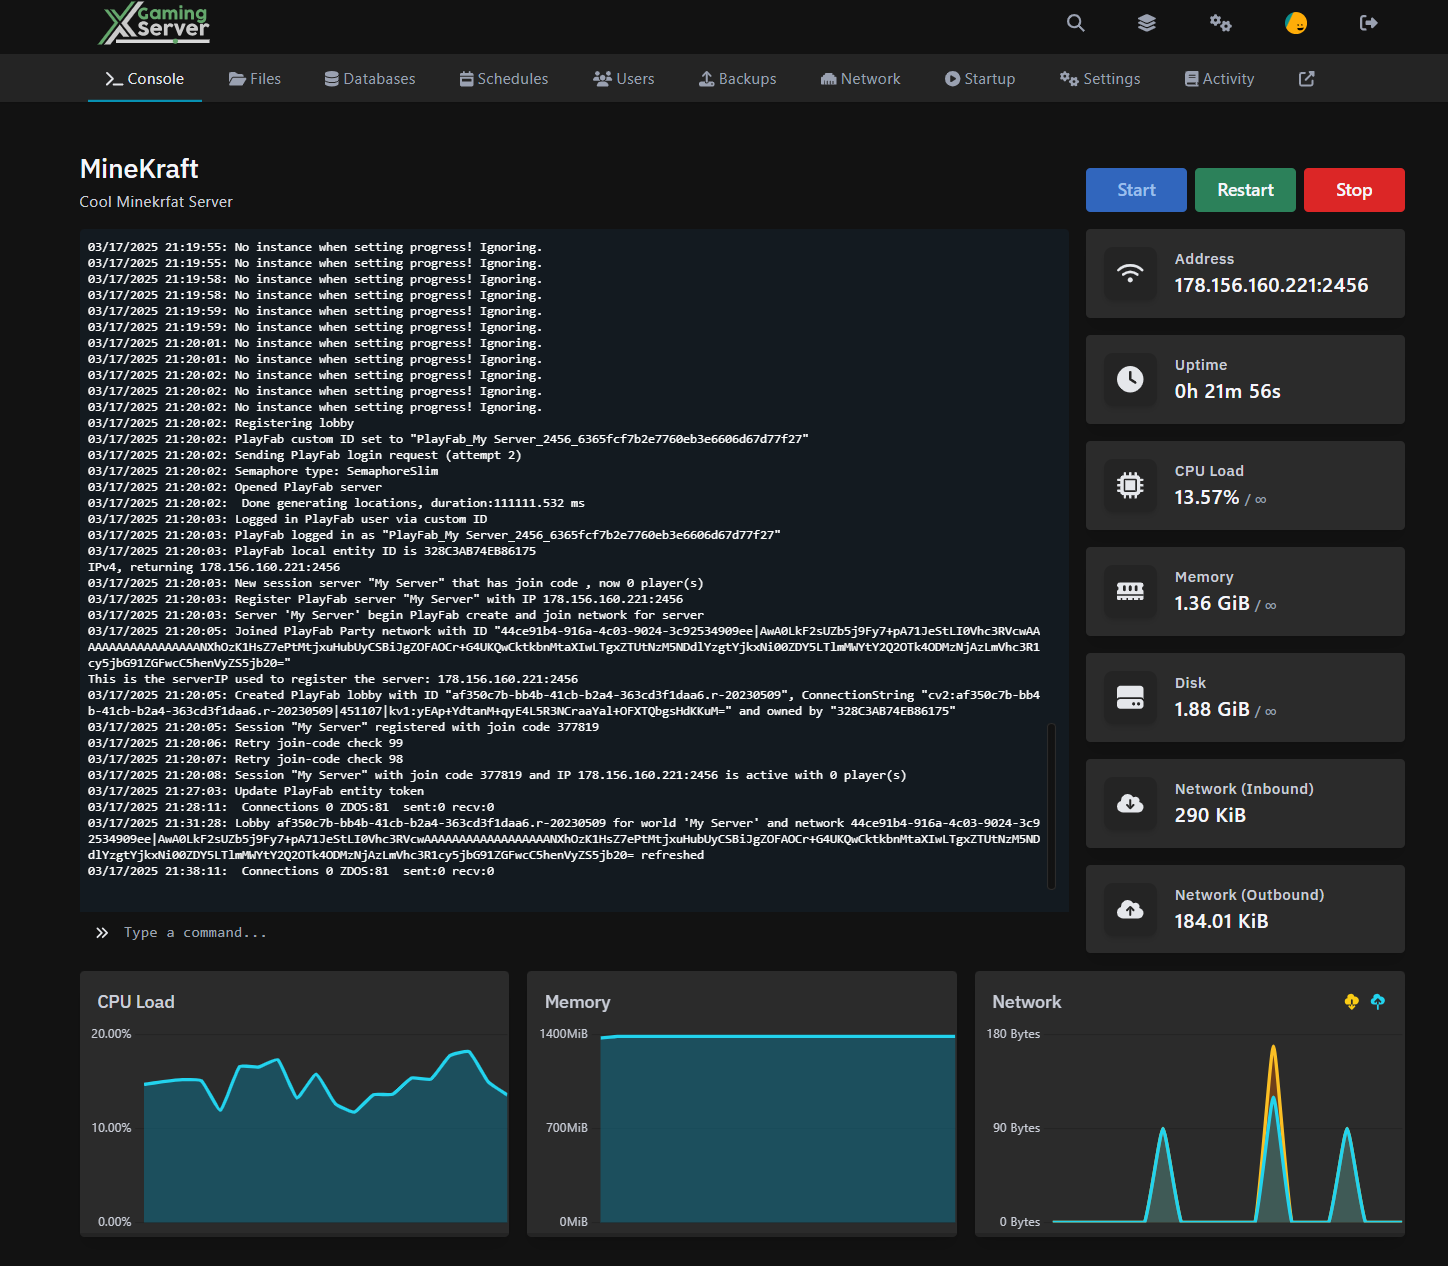 Gaming
XServer
Console
Files
Databases
Schedules
Users
Backups
Network
Startup
Settings
Activity
MineKraft
Cool Minekrfat Server
Start
Restart
Stop
03/17/2025 21:19:55: No instance when setting progress! Ignoring.
03/17/2025 21:19:55: No instance when setting progress! Ignoring.
03/17/2025 21:19:58: No instance when setting progress! Ignoring.
03/17/2025 21:19:58: No instance when setting progress! Ignoring.
03/17/2025 21:19:59: No instance when setting progress! Ignoring.
03/17/2025 21:19:59: No instance when setting progress! Ignoring.
03/17/2025 21:20:01: No instance when setting progress! Ignoring.
03/17/2025 21:20:01: No instance when setting progress! Ignoring.
03/17/2025 21:20:02: No instance when setting progress! Ignoring.
03/17/2025 21:20:02: No instance when setting progress! Ignoring.
03/17/2025 21:20:02: No instance when setting progress! Ignoring.
03/17/2025 21:20:02: Registering lobby
03/17/2025 21:20:02: PlayFab custom ID set to "PlayFab_My Server_2456_6365fcf7b2e7760eb3e6606d67d77f27"
03/17/2025 21:20:02: Sending PlayFab login request (attempt 2)
03/17/2025 21:20:02: Semaphore type: SemaphoreSlim
03/17/2025 21:20:02: Opened PlayFab server
03/17/2025 21:20:02:  Done generating locations, duration:111111.532 ms
03/17/2025 21:20:03: Logged in PlayFab user via custom ID
03/17/2025 21:20:03: PlayFab logged in as "PlayFab_My Server_2456_6365fcf7b2e7760eb3e6606d67d77f27"
03/17/2025 21:20:03: PlayFab local entity ID is 328C3AB74EB86175
IPv4, returning 178.156.160.221:2456
03/17/2025 21:20:03: New session server "My Server" that has join code , now 0 player(s)
03/17/2025 21:20:03: Register PlayFab server "My Server" with IP 178.156.160.221:2456
03/17/2025 21:20:03: Server 'My Server' begin PlayFab create and join network for server
03/17/2025 21:20:05: Joined PlayFab Party network with ID "44ce91b4-916a-4c03-9024-3c92534909ee|AwA0LkF2sUZb5j9Fy7+pA71JeStLI0Vhc3RVcwAA
AAAAAAAAAAAAAAAANXhOzK1HsZ7ePtMtjxuHubUyCSBiJgZOFAOCr+G4UKQwCktkbnMtaXIwLTgxZTUtNzM5NDdlYzgtYjkxNi00ZDY5LTlmMWYtY2Q2OTk4ODMzNjAzLmVhc3R1
cy5jbG91ZGFwcC5henVyZS5jb20="
This is the serverIP used to register the server: 178.156.160.221:2456
03/17/2025 21:20:05: Created PlayFab lobby with ID "af350c7b-bb4b-41cb-b2a4-363cd3f1daa6.r-20230509", ConnectionString "cv2:af350c7b-bb4
b-41cb-b2a4-363cd3f1daa6.r-20230509|451107|kv1:yEAp+YdtanM+qyE4L5R3NCraaYal+OFXTQbgsHdKKuM=" and owned by "328C3AB74EB86175"
03/17/2025 21:20:05: Session "My Server" registered with join code 377819
03/17/2025 21:20:06: Retry join-code check 99
03/17/2025 21:20:07: Retry join-code check 98
03/17/2025 21:20:08: Session "My Server" with join code 377819 and IP 178.156.160.221:2456 is active with 0 player(s)
03/17/2025 21:27:03: Update PlayFab entity token
03/17/2025 21:28:11:  Connections 0 ZDOS:81  sent:0 recv:0
03/17/2025 21:31:28: Lobby af350c7b-bb4b-41cb-b2a4-363cd3f1daa6.r-20230509 for world 'My Server' and network 44ce91b4-916a-4c03-9024-3c9
2534909ee|AwA0LkF2sUZb5j9Fy7+pA71JeStLI0Vhc3RVcwAAAAAAAAAAAAAAAAAANXhOzK1HsZ7ePtMtjxuHubUyCSBiJgZOFAOCr+G4UKQwCktkbnMtaXIwLTgxZTUtNzM5ND
dlYzgtYjkxNi00ZDY5LTlmMWYtY2Q2OTk4ODMzNjAzLmVhc3R1cy5jbG91ZGFwcC5henVyZS5jb20= refreshed
03/17/2025 21:38:11:  Connections 0 ZDOS:81  sent:0 recv:0
Type a command...
Address
178.156.160.221:2456
Uptime
0h 21m 56s
CPU Load
13.57% / ∞
Memory
1.36 GiB / ∞
Disk
1.88 GiB / ∞
Network (Inbound)
290 KiB
Network (Outbound)
184.01 KiB
CPU Load
20.00%
10.00%
0.00%
Memory
1400MiB
700MiB
0MiB
Network
180 Bytes
90 Bytes
0 Bytes